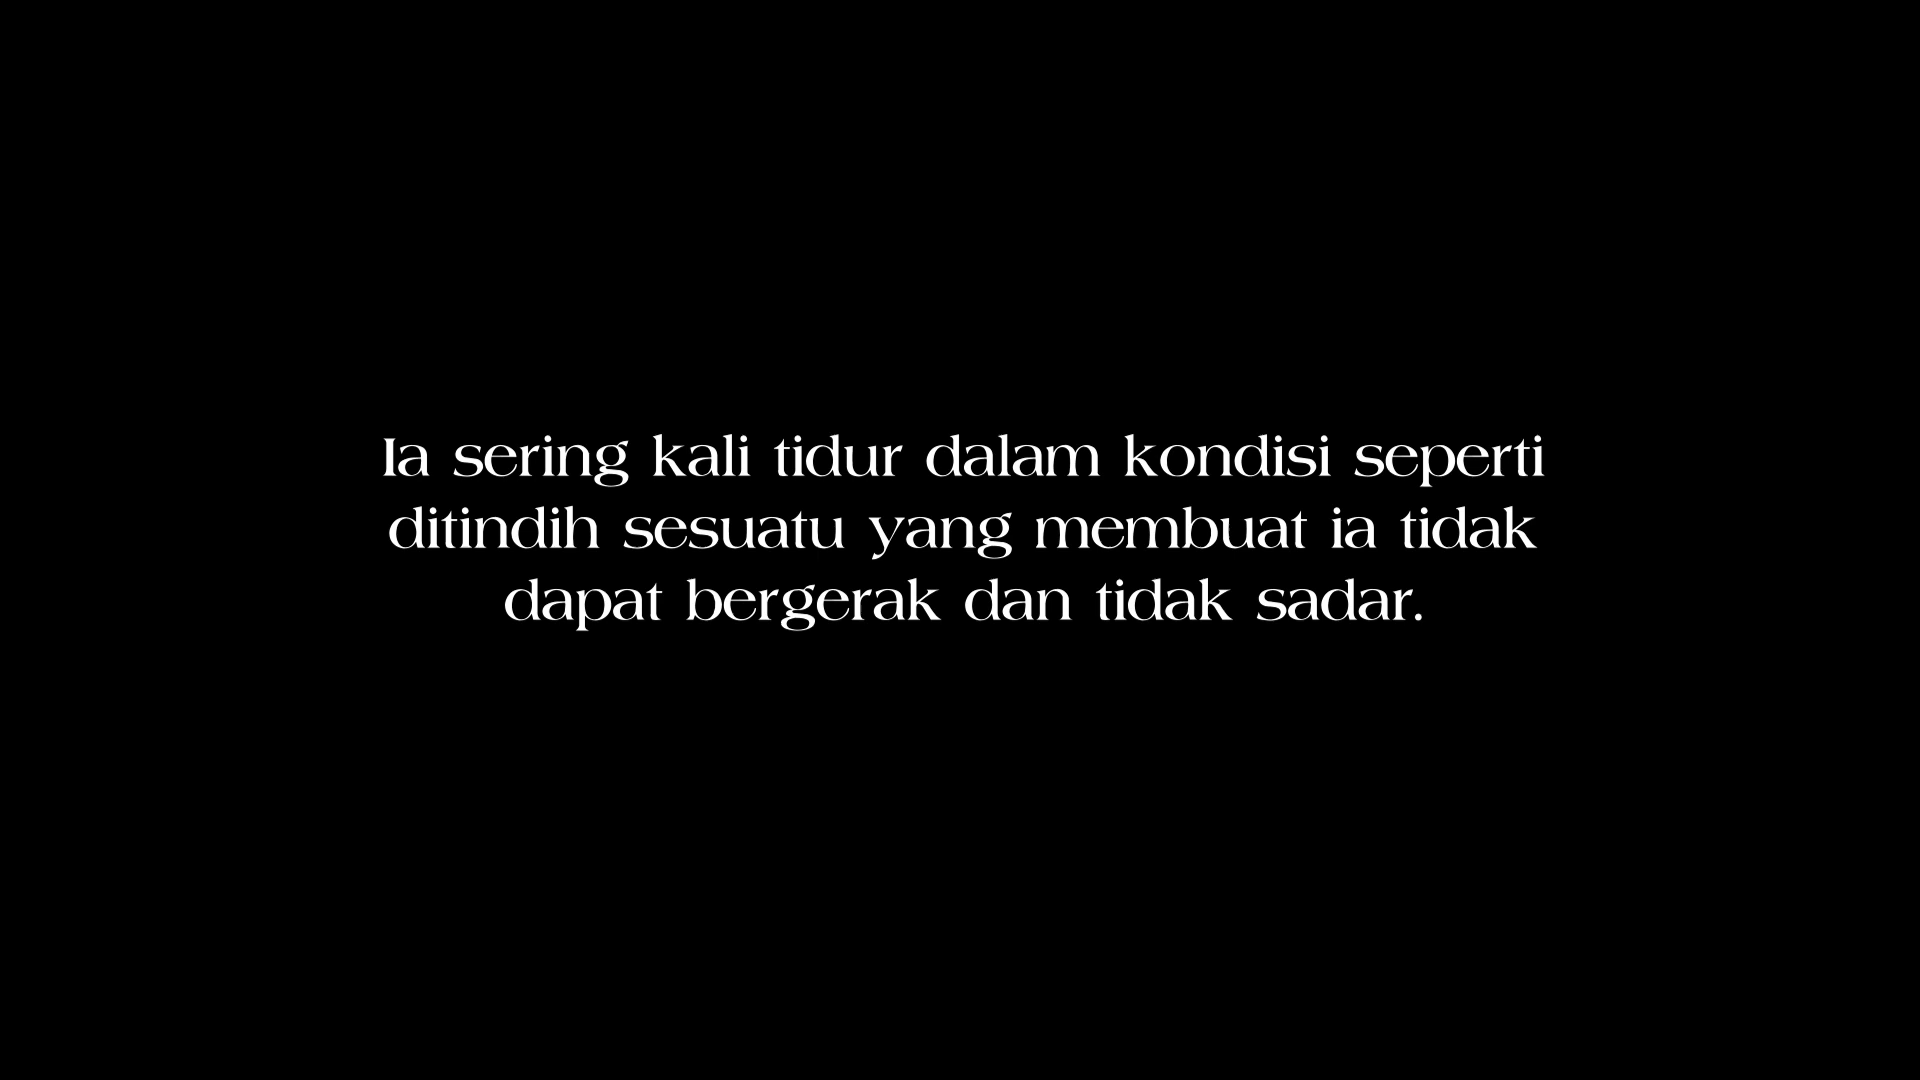 Ia sering kali tidur dalam kondisi seperti
ditindih sesuatu yang membuat ia tidak
dapat bergerak dan tidak sadar.